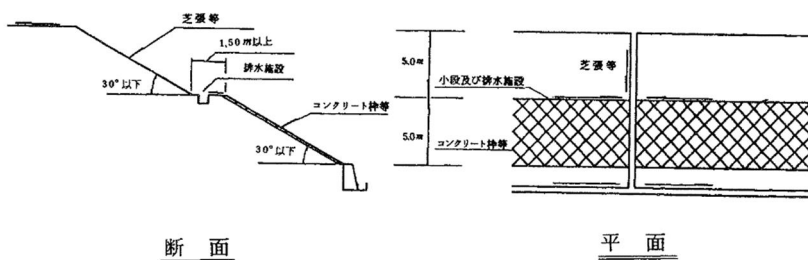 芝張等
1.50m以上
排水施設
30°以下
コンクリート枠等
30°以下
断 面
5.0m
5.0m
芝張等
小段及び排水施設
コンクリート枠等
平 面